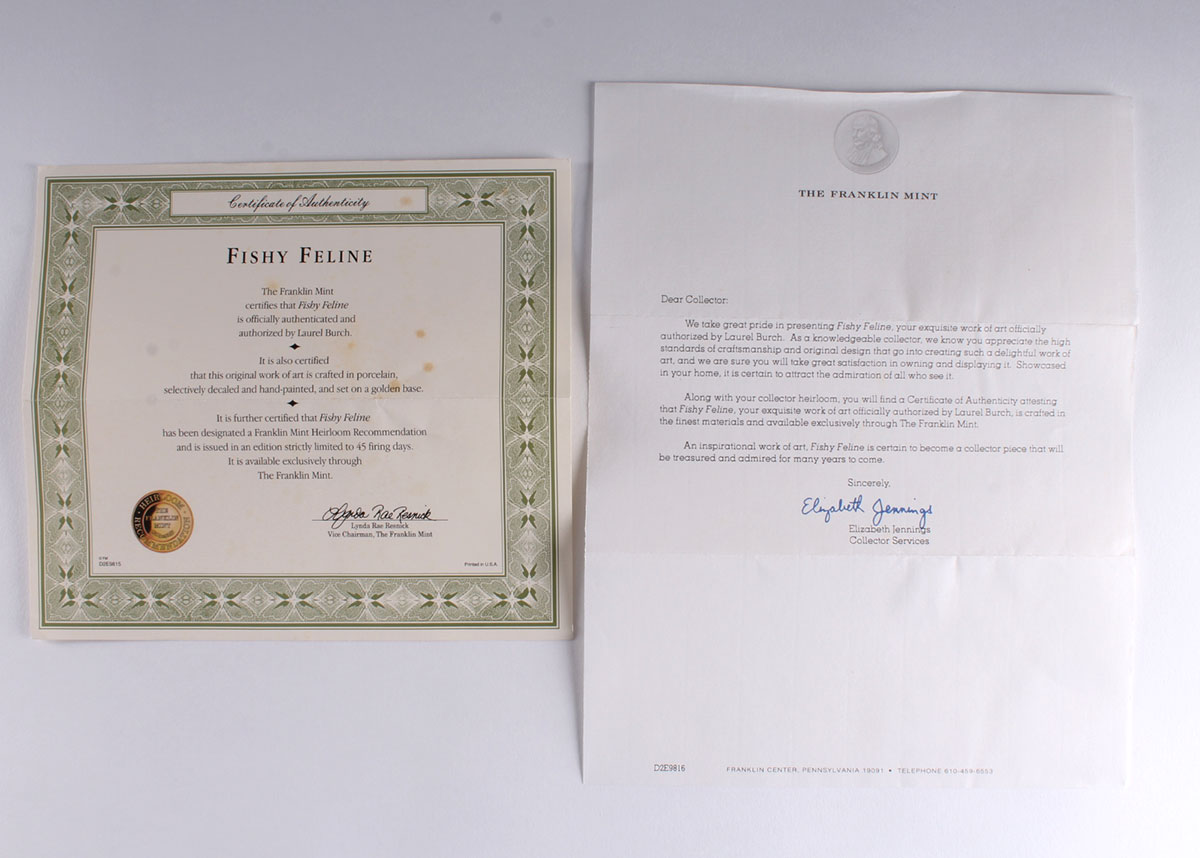 Certificate of Authenticity
FISHY FELINE
The Franklin Mint
certifies that Fishy Feline
is officially authenticated and
authorized by Laurel Burch.
It is also certified
that this original work of art is crafted in porcelain,
selectively decaled and hand-painted, and set on a golden base.
It is further certified that Fishy Feline
has been designated a Franklin Mint Heirloom Recommendation
and is issued in an edition strictly limited to 45 firing days.
It is available exclusively through
The Franklin Mint.
HEIRLOOM RECOMMENDATION
THE
FRANKLIN
MINT
Lynda Rae Resnick
Lynda Rae Resnick
Vice Chairman, The Franklin Mint
D2E9815
Printed in U.S.A.
THE FRANKLIN MINT
Dear Collector:
We take great pride in presenting Fishy Feline, your exquisite work of art officially
authorized by Laurel Burch. As a knowledgeable collector, we know you appreciate the high
standards of craftsmanship and original design that go into creating such a delightful work of
art, and we are sure you will take great satisfaction in owning and displaying it. Showcased
in your home, it is certain to attract the admiration of all who see it.
Along with your collector heirloom, you will find a Certificate of Authenticity attesting
that Fishy Feline, your exquisite work of art officially authorized by Laurel Burch, is crafted in
the finest materials and available exclusively through The Franklin Mint.
An inspirational work of art, Fishy Feline is certain to become a collector piece that will
be treasured and admired for many years to come.
Sincerely,
Elizabeth Jennings
Elizabeth Jennings
Collector Services
D2E9816
FRANKLIN CENTER, PENNSYLVANIA 19091 • TELEPHONE 610-459-6553